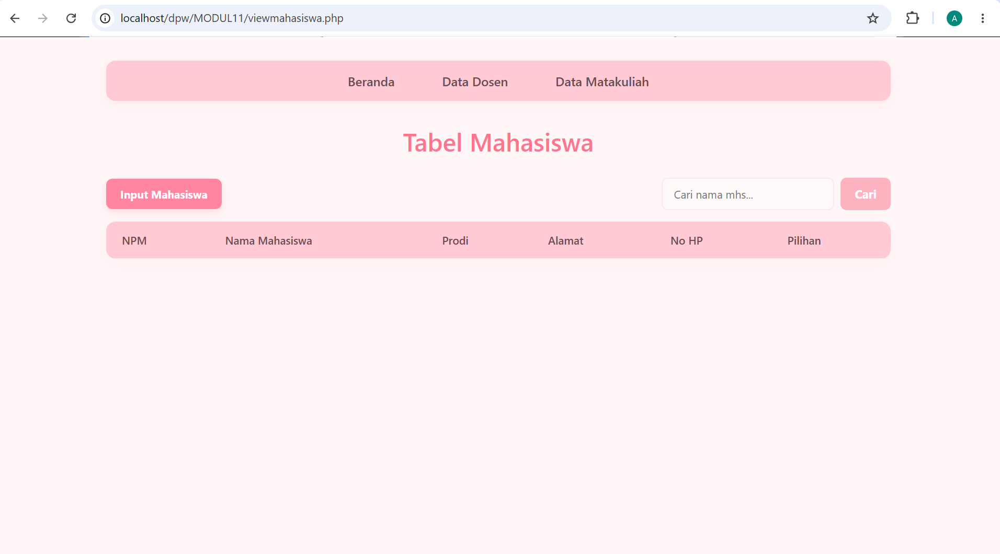 localhost/dpw/MODUL11/viewmahasiswa.php
A
Beranda Data Dosen Data Matakuliah
Tabel Mahasiswa
Input Mahasiswa Cari nama mhs... Cari
NPM Nama Mahasiswa Prodi Alamat No HP Pilihan